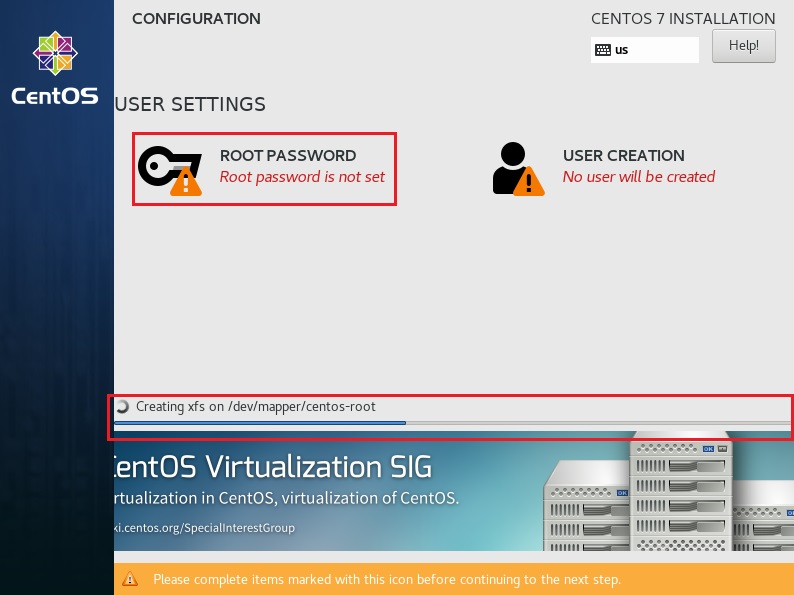 CentOS
CONFIGURATION
CENTOS 7 INSTALLATION
us
Help!
USER SETTINGS
ROOT PASSWORD
Root password is not set
USER CREATION
No user will be created
Creating xfs on /dev/mapper/centos-root
CentOS Virtualization SIG
rtualization in CentOS, virtualization of CentOS.
ki.centos.org/SpecialInterestGroup
OK
OK
Please complete items marked with this icon before continuing to the next step.